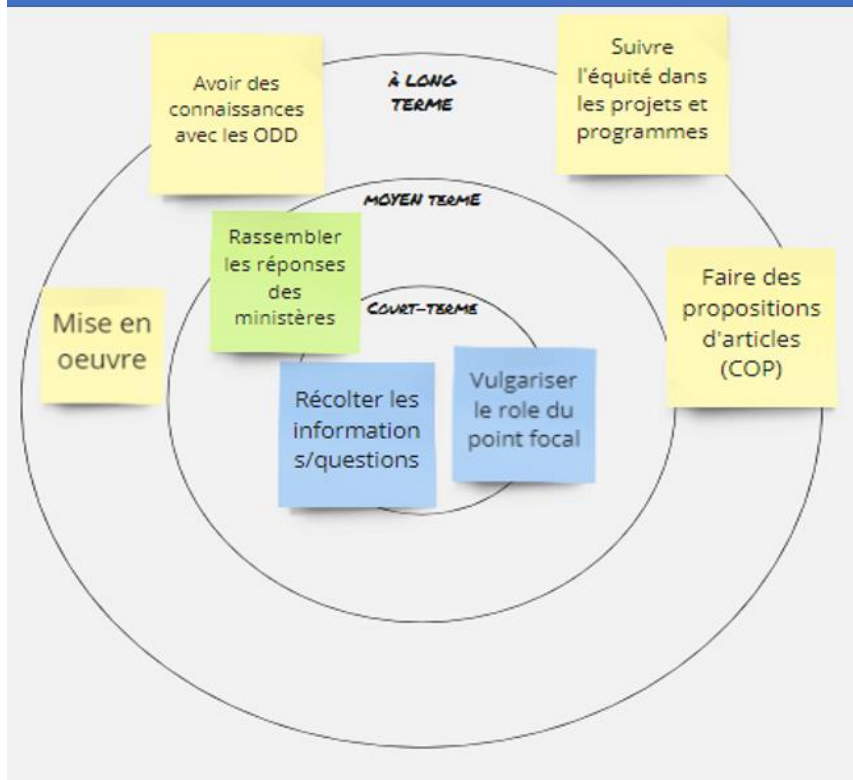 Suivre
l'équité dans
les projets et
programmes
À LONG
TERME
Avoir des
connaissances
avec les ODD
MOYEN TERME
Rassembler
les réponses
des
ministères
Faire des
propositions
d'articles
(COP)
COURT-TERME
Mise en
oeuvre
Vulgariser
le role du
point focal
Récolter les
information
s/questions